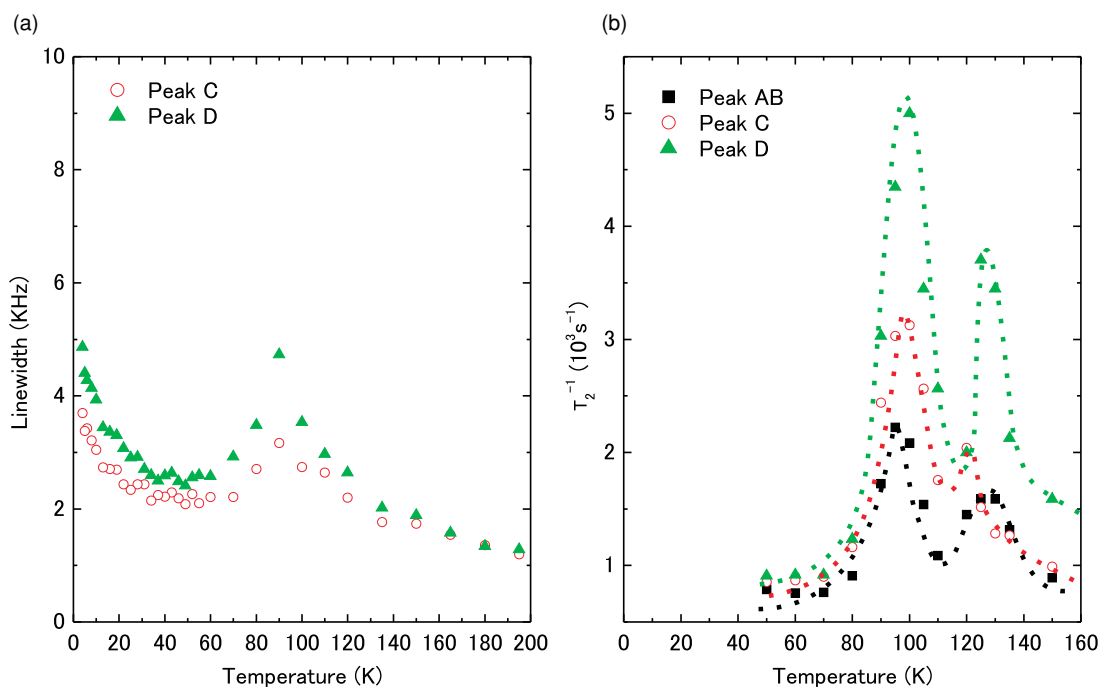 (a)
10
8
6
4
2
0
Linewidth (KHz)
Peak C
Peak D
0 20 40 60 80 100 120 140 160 180 200
Temperature (K)
(b)
5
4
3
2
1
T₂⁻¹ (10³s⁻¹)
Peak AB
Peak C
Peak D
0 20 40 60 80 100 120 140 160
Temperature (K)